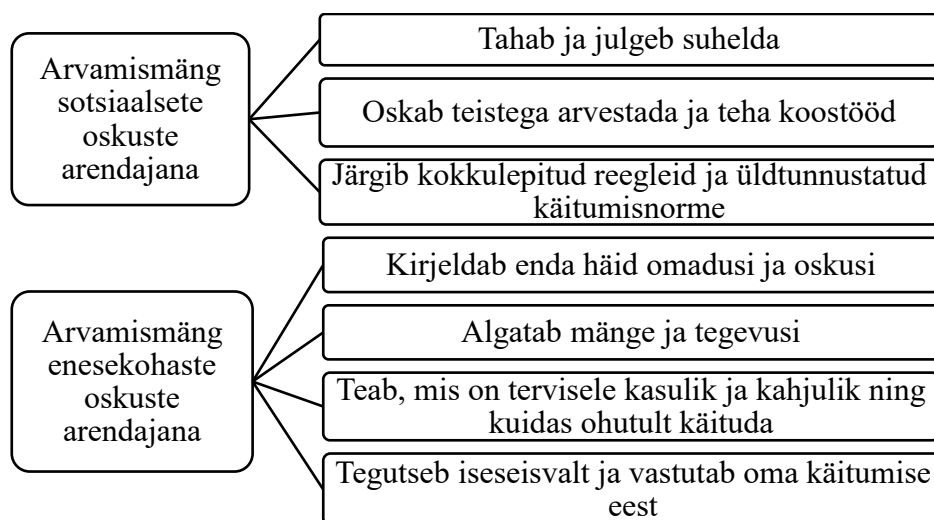 Arvamismäng
sotsiaalsete
oskuste
arendajana
Tahab ja julgeb suhelda
Oskab teistega arvestada ja teha koostööd
Järgib kokkulepitud reegleid ja üldtunnustatud
käitumisnorme
Arvamismäng
enesekohaste
oskuste
arendajana
Kirjeldab enda häid omadusi ja oskusi
Algatab mänge ja tegevusi
Teab, mis on tervisele kasulik ja kahjulik ning
kuidas ohutult käituda
Tegutseb iseseisvalt ja vastutab oma käitumise
eest